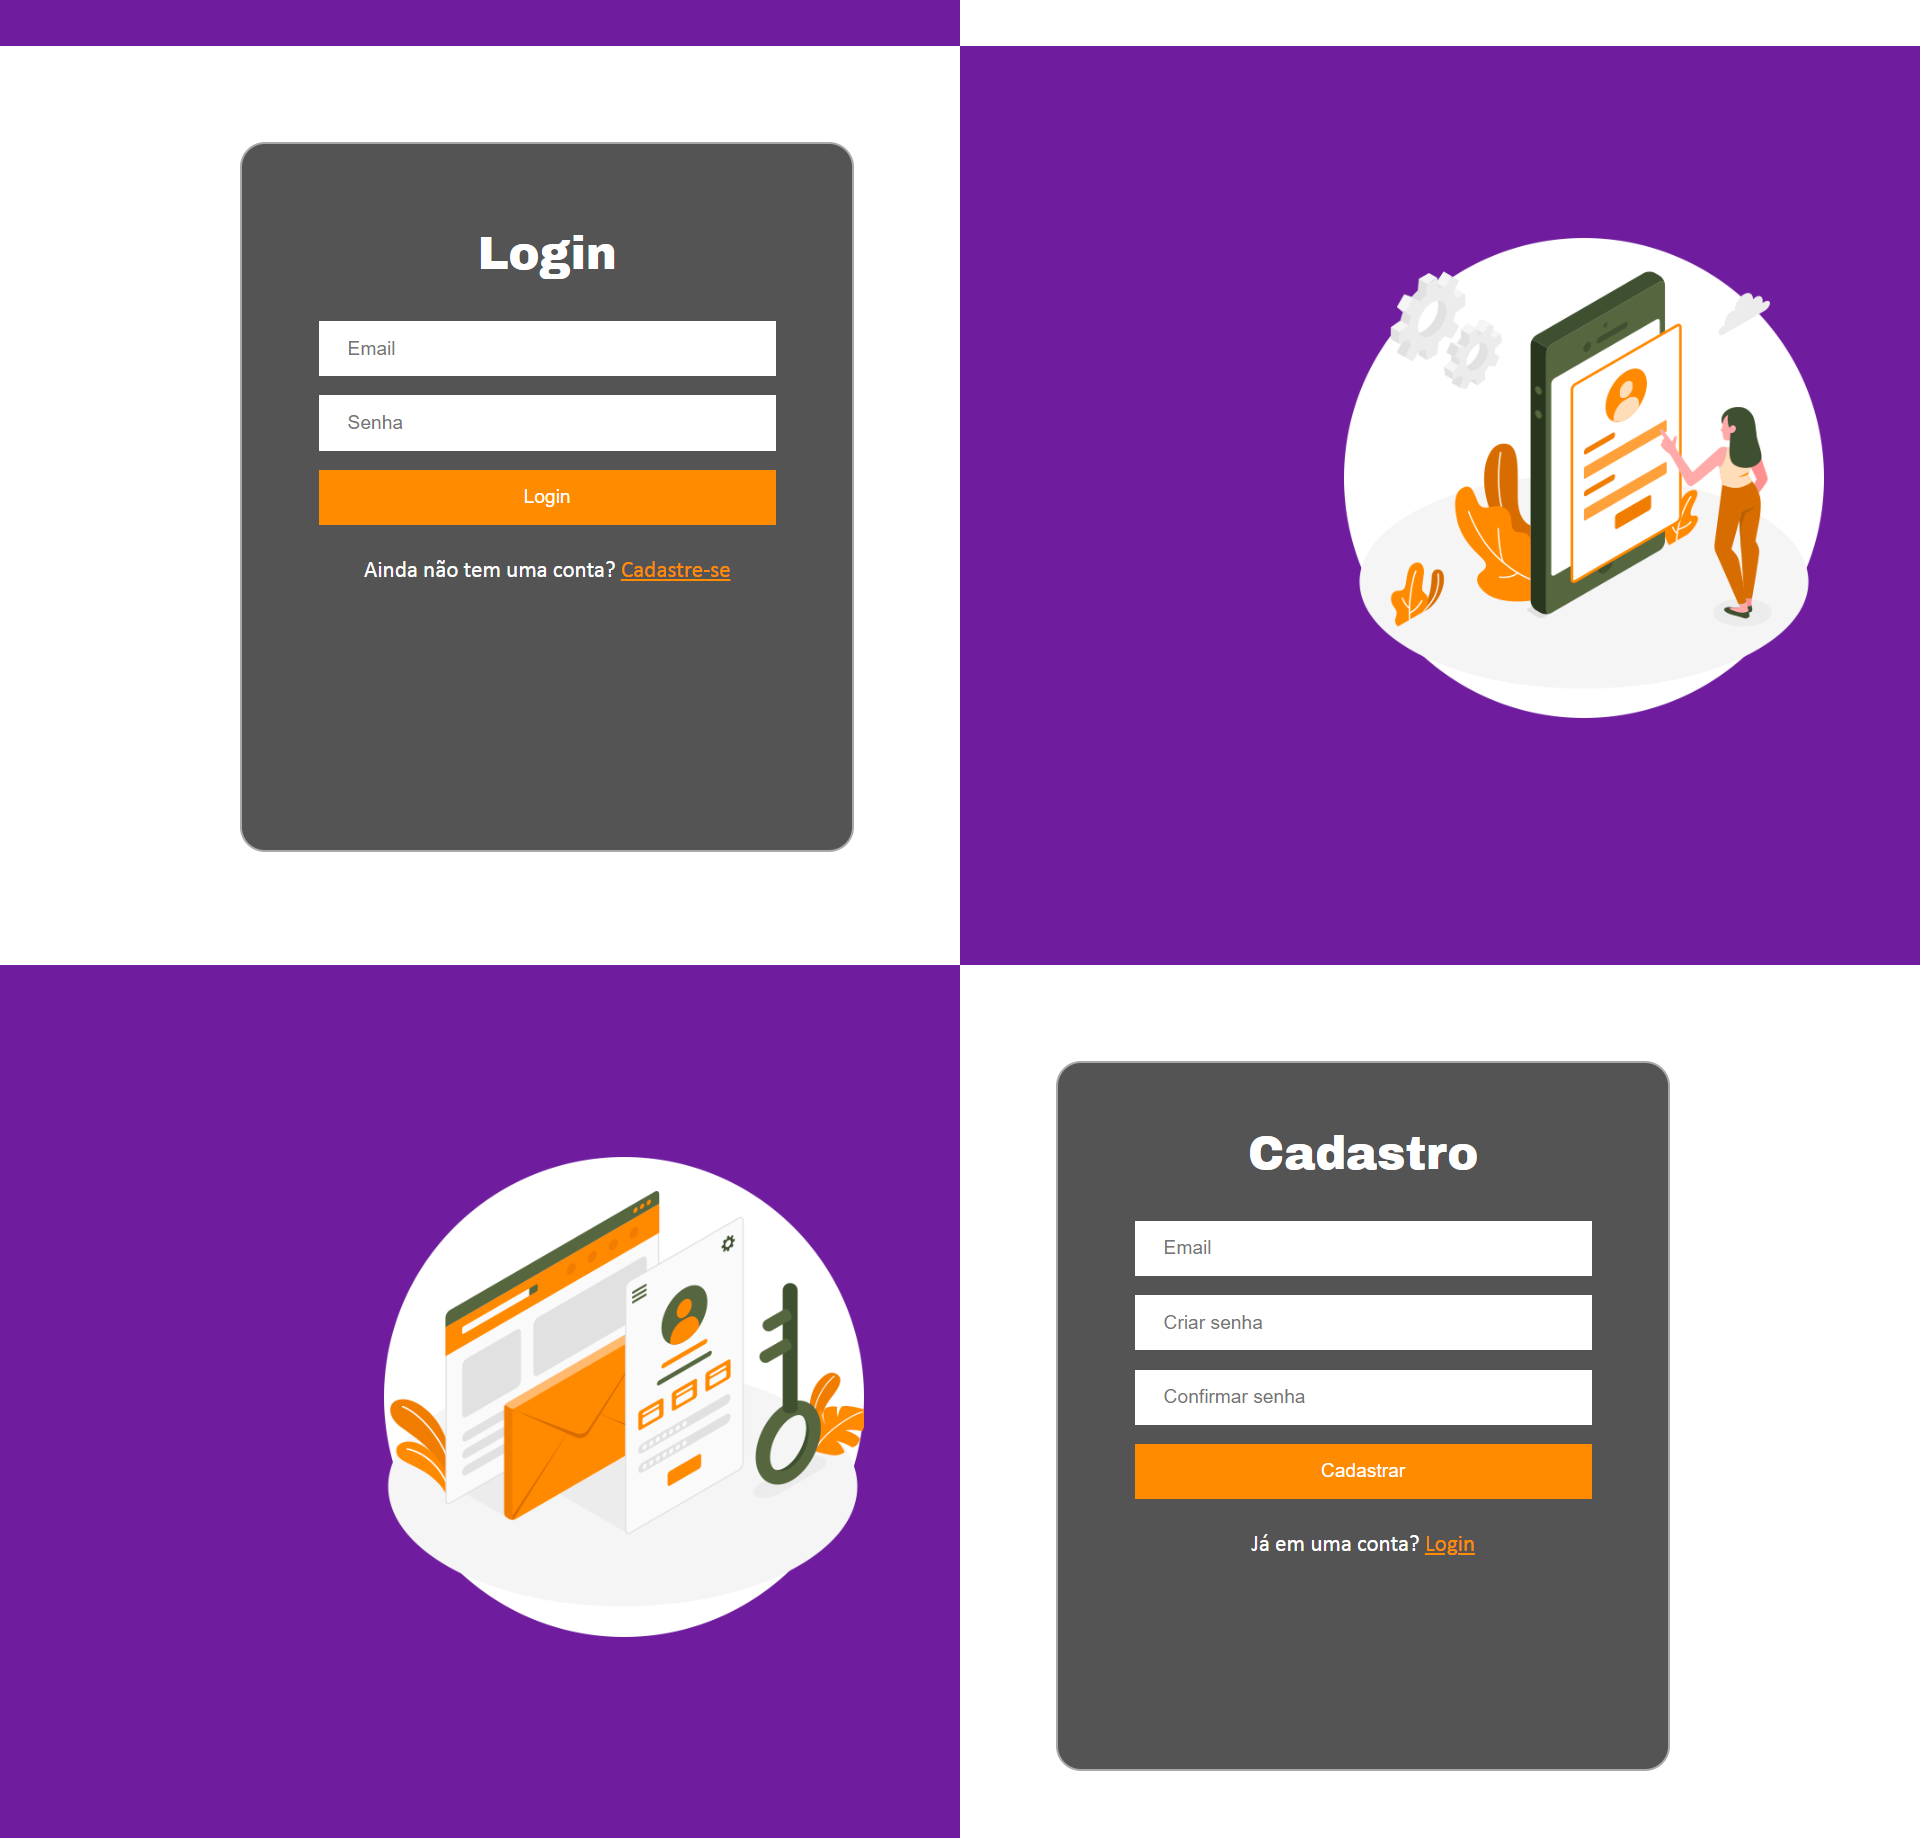 Login
Email
Senha
Login
Ainda não tem uma conta? Cadastre-se
Cadastro
Email
Criar senha
Confirmar senha
Cadastrar
Já em uma conta? Login